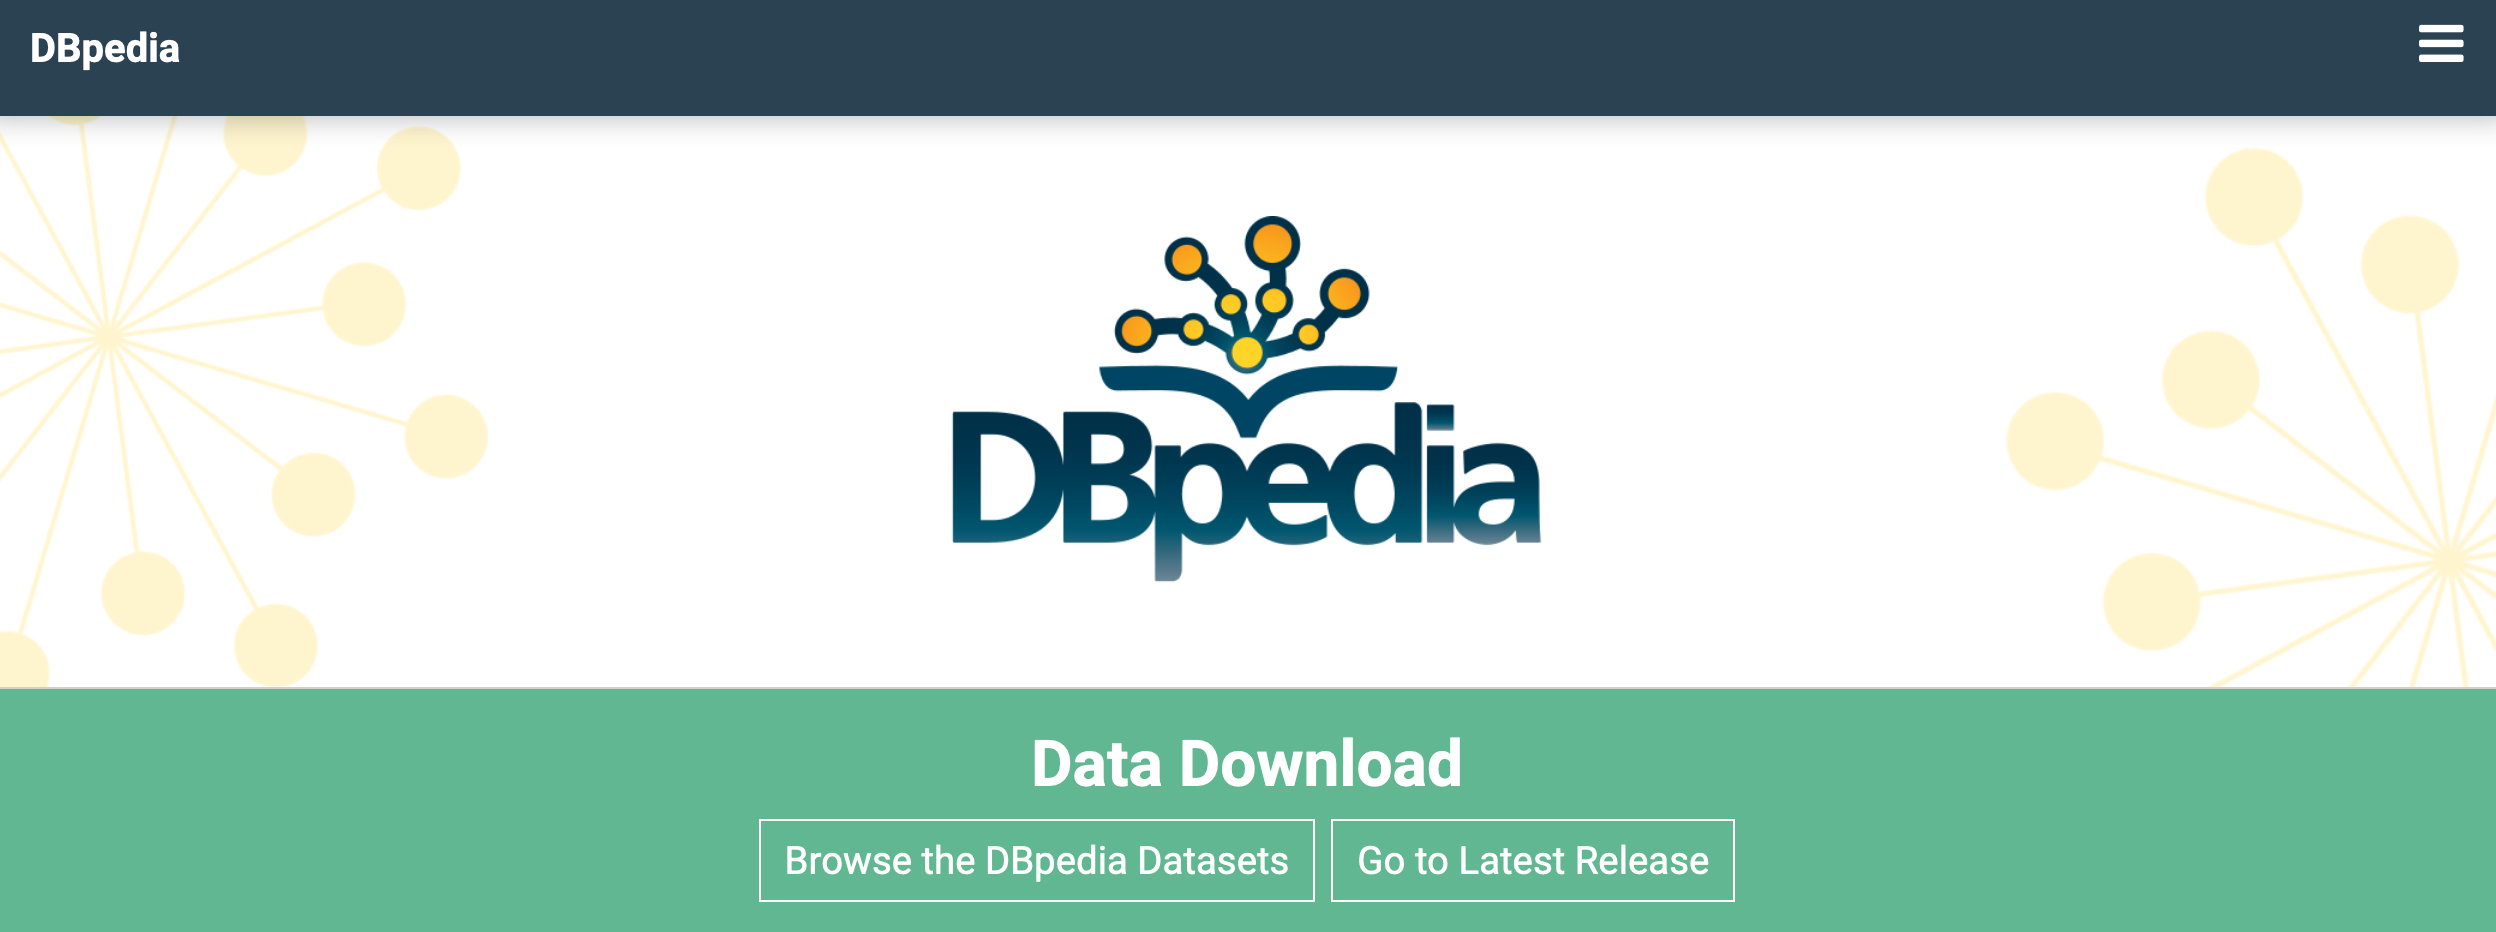 DBpedia
DBpedia
Data Download
Browse the DBpedia Datasets
Go to Latest Release